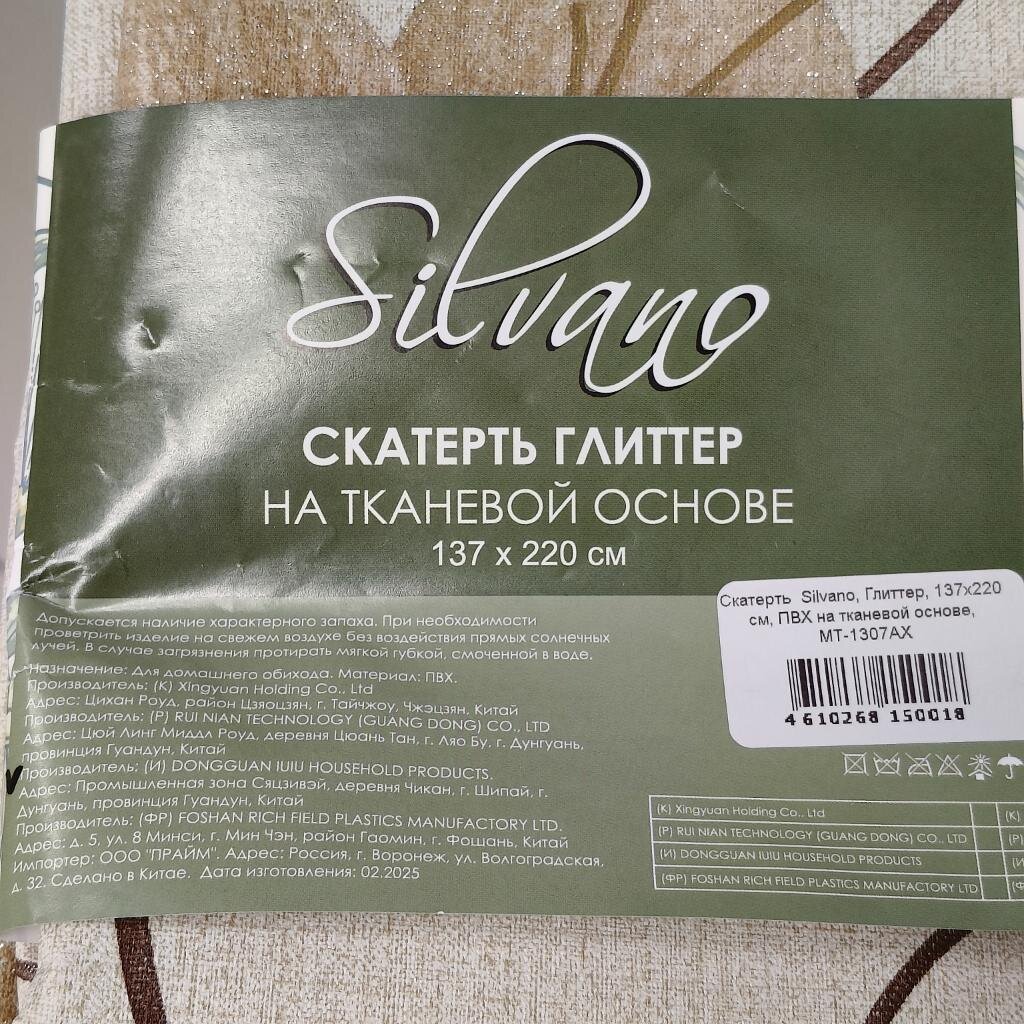 Silvano
СКАТЕРТЬ ГЛИТТЕР
НА ТКАНЕВОЙ ОСНОВЕ
137 х 220 см
Скатерть Silvano, Глиттер, 137х220
см, ПВХ на тканевой основе,
МТ-1307АХ
4 610268 150018
Допускается наличие характерного запаха. При необходимости
проветрить изделие на свежем воздухе без воздействия прямых солнечных
лучей. В случае загрязнения протирать мягкой губкой, смоченной в воде.
Назначение: Для домашнего обихода. Материал: ПВХ.
Производитель: (К) Xingyuan Holding Co., Ltd
Адрес: Цихан Роуд, район Цзяоцзян, г. Тайчжоу, Чжэцзян, Китай
Производитель: (Р) RUI NIAN TECHNOLOGY (GUANG DONG) CO., LTD
Адрес: Цюй Линг Миддл Роуд, деревня Цюань Тан, г. Ляо Бу, г. Дунгуань,
провинция Гуандун, Китай
Производитель: (И) DONGGUAN IUIU HOUSEHOLD PRODUCTS.
Адрес: Промышленная зона Сяцзивэй, деревня Чикан, г. Шипай, г.
Дунгуань, провинция Гуандун, Китай
Производитель: (ФР) FOSHAN RICH FIELD PLASTICS MANUFACTORY LTD.
Адрес: д. 5, ул. 8 Минси, г. Мин Чэн, район Гаомин, г. Фошань, Китай
Импортер: ООО "ПРАЙМ". Адрес: Россия, г. Воронеж, ул. Волгоградская,
д. 32. Сделано в Китае. Дата изготовления: 02.2025
(К) Xingyuan Holding Co., Ltd (К)
(Р) RUI NIAN TECHNOLOGY (GUANG DONG) CO., LTD (Р)
(И) DONGGUAN IUIU HOUSEHOLD PRODUCTS
(ФР) FOSHAN RICH FIELD PLASTICS MANUFACTORY LTD